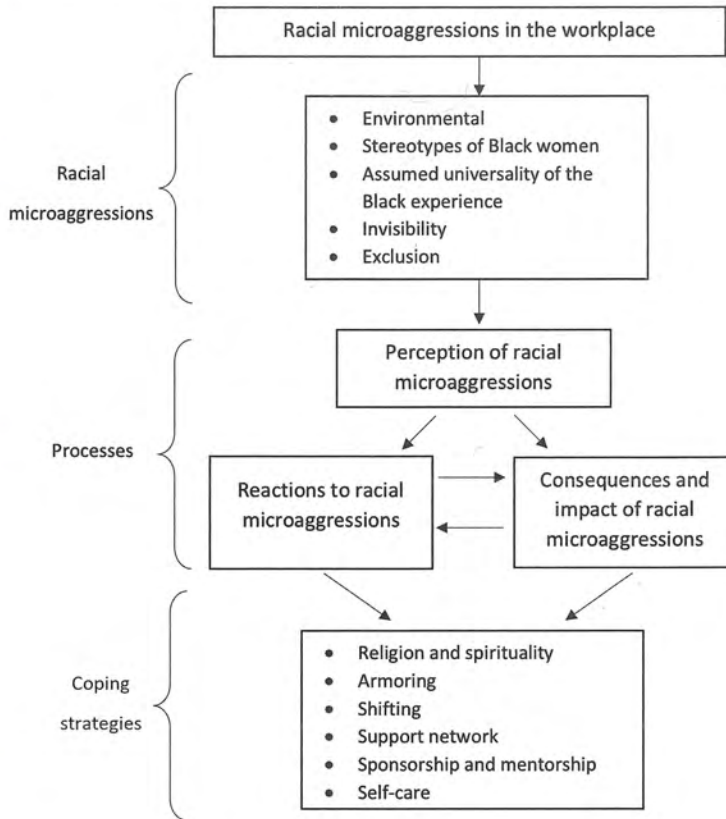 Racial microaggressions in the workplace
Racial
microaggressions
• Environmental
• Stereotypes of Black women
• Assumed universality of the
Black experience
• Invisibility
• Exclusion
Processes
Perception of racial
microaggressions
Reactions to racial
microaggressions
Consequences and
impact of racial
microaggressions
Coping
strategies
• Religion and spirituality
• Armoring
• Shifting
• Support network
• Sponsorship and mentorship
• Self-care